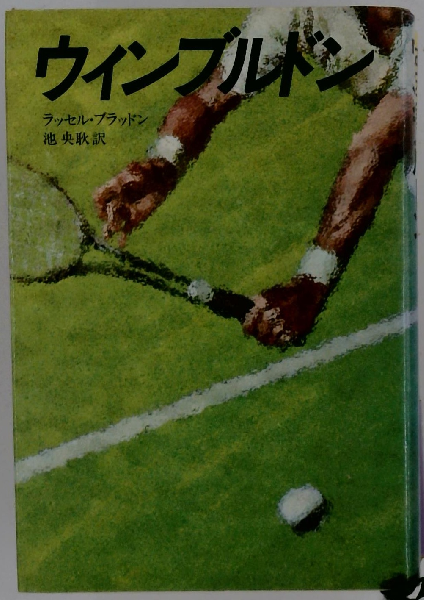 ウィンブルドン
ラッセル・ブラッドン
池 央耿 訳